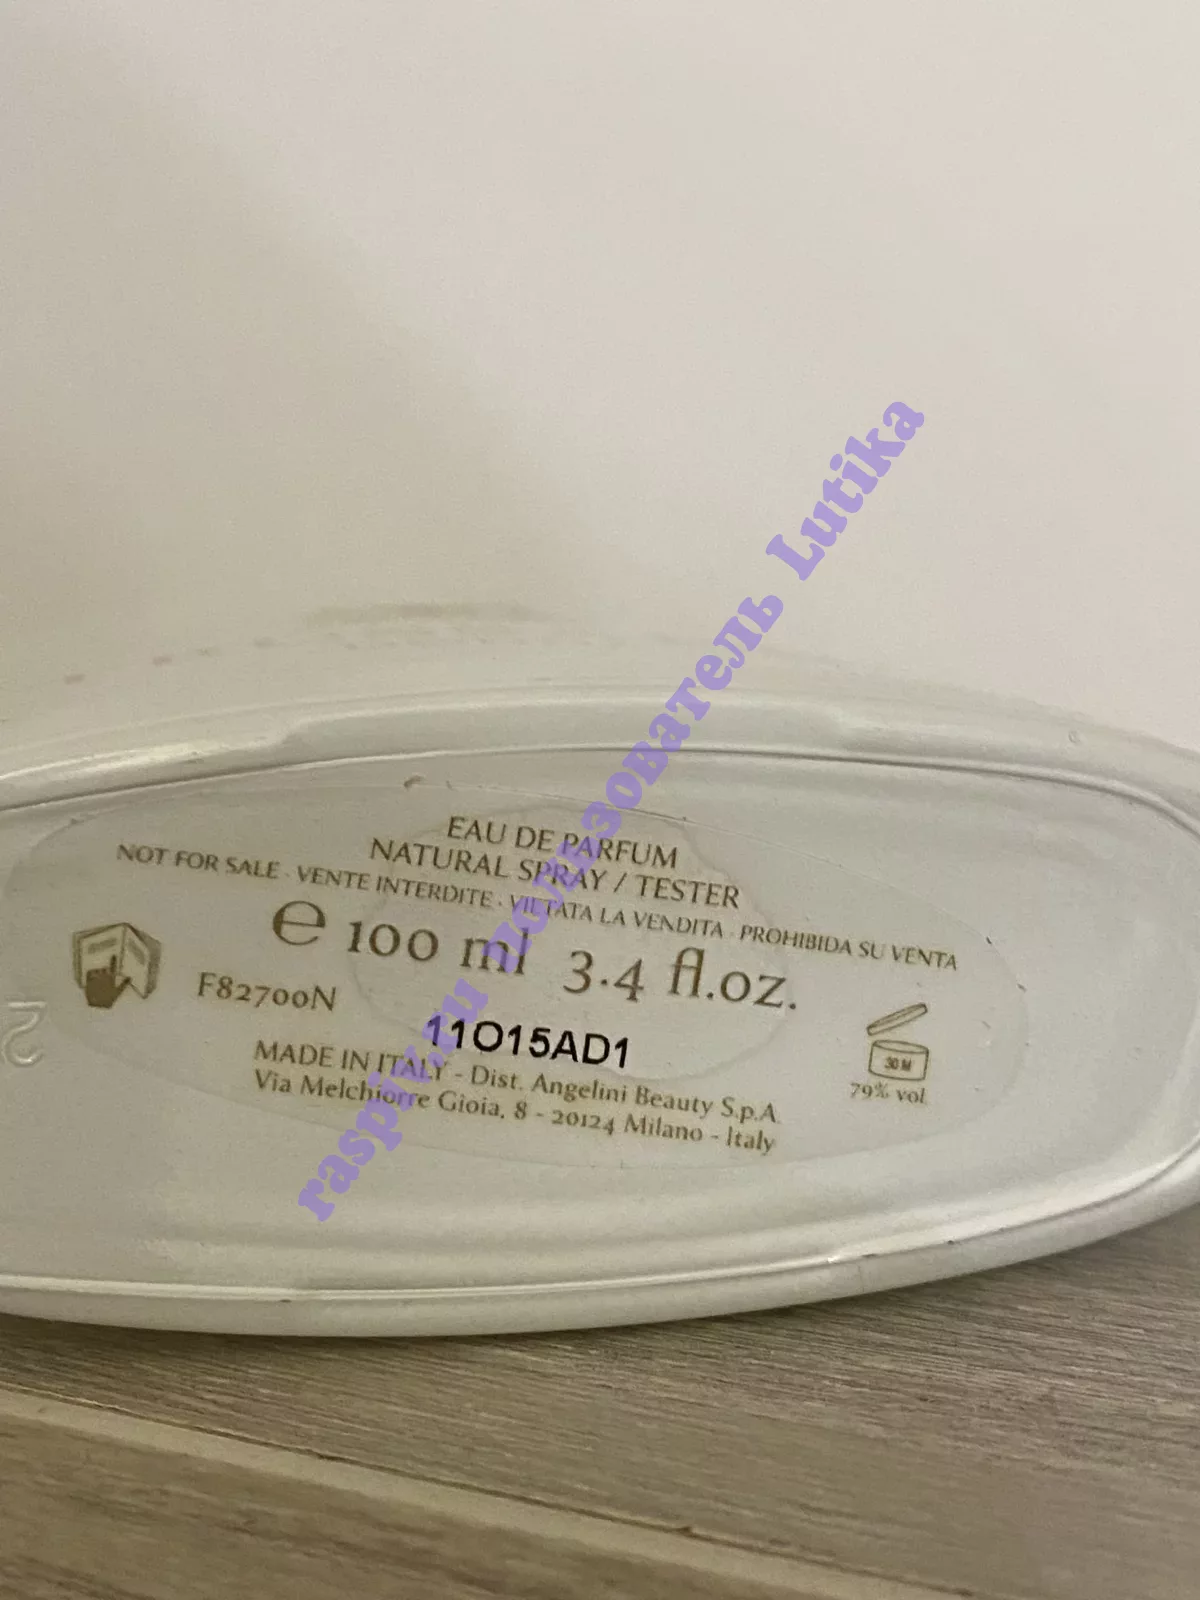 EAU DE PARFUM
NATURAL SPRAY / TESTER
NOT FOR SALE · VENTE INTERDITE · VIETATA LA VENDITA · PROHIBIDA SU VENTA
℮ 100 ml 3.4 fl.oz.
F82700N
11O15AD1
30 M
79% vol.
MADE IN ITALY - Dist. Angelini Beauty S.p.A.
Via Melchiorre Gioia, 8 - 20124 Milano - Italy
2
raspiv.ru пользователь Lutika